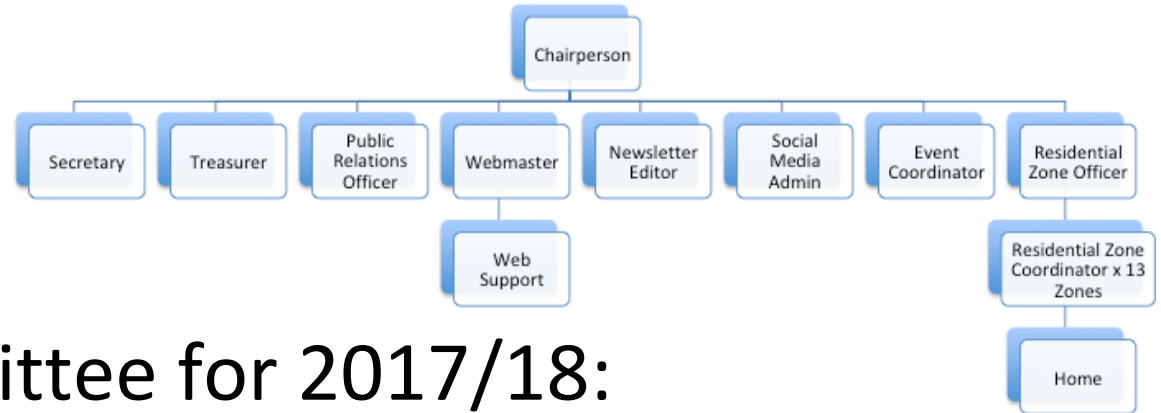 Chairperson
Secretary
Treasurer
Public
Relations
Officer
Webmaster
Newsletter
Editor
Social
Media
Admin
Event
Coordinator
Residential
Zone Officer
Web
Support
Residential Zone
Coordinator x 13
Zones
Home
for 2017/18: